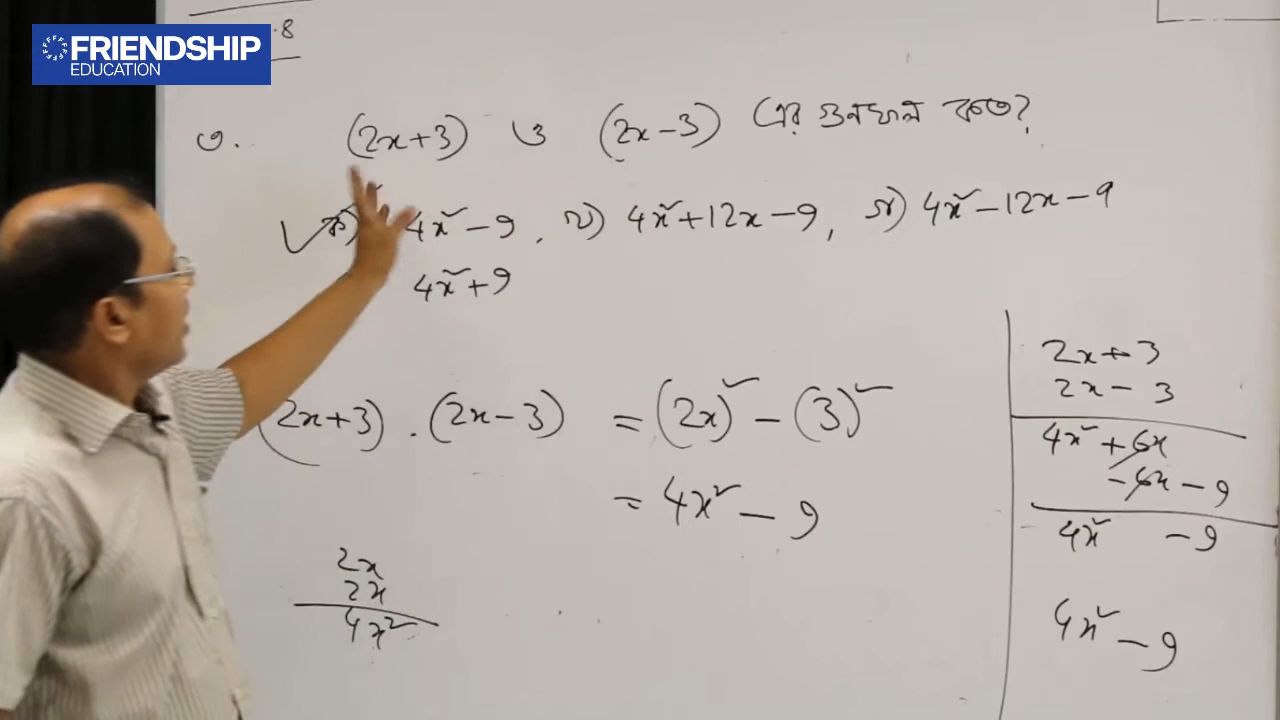 .8
FRIENDSHIP
EDUCATION
৩. (2x+3) ও (2x-3) এর গুণফল কত?
ক) 4x²-9, খ) 4x²+12x-9, গ) 4x²-12x-9
4x²+9
(2x+3).(2x-3) = (2x)² - (3)²
= 4x² - 9
2x
2x
4x²
2x+3
2x-3
4x²+6x
-6x-9
4x² -9
4x²-9